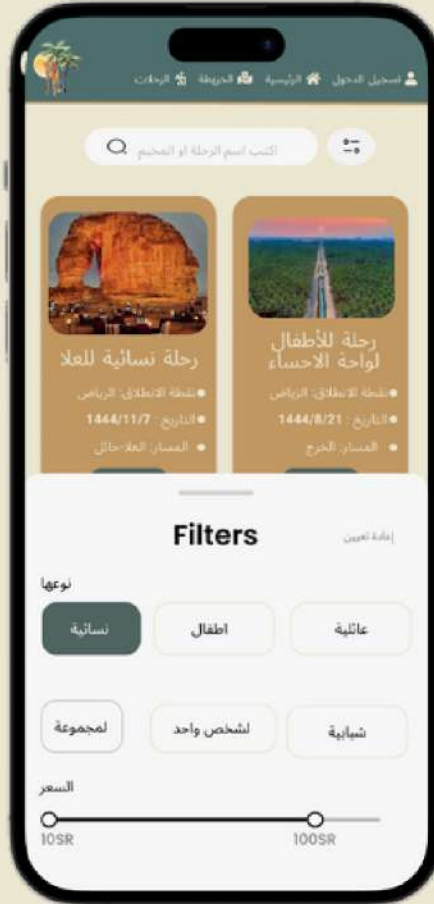 تسجيل الدخول الرئيسية الخريطة الرحلات
اكتب اسم الرحلة او المخيم
رحلة للأطفال
لواحة الاحساء
نقطة الانطلاق: الرياض
التاريخ : 1444/8/21
المسار: الخرج
رحلة نسائية للعلا
نقطة الانطلاق: الرياض
التاريخ : 1444/11/7
المسار: العلا-حائل
Filters
إعادة تعيين
نوعها
عائلية
اطفال
نسائية
شبابية
لشخص واحد
لمجموعة
السعر
10SR
100SR